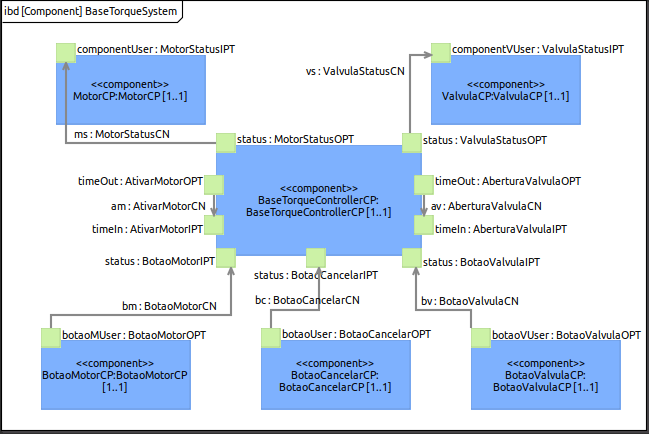 ibd [Component] BaseTorqueSystem
componentUser : MotorStatusIPT
componentVUser : ValvulaStatusIPT
<<component>>
MotorCP:MotorCP [1..1]
vs : ValvulaStatusCN
<<component>>
ValvulaCP:ValvulaCP [1..1]
ms : MotorStatusCN
status : MotorStatusOPT
status : ValvulaStatusOPT
timeOut : AtivarMotorOPT
<<component>>
BaseTorqueControllerCP:
BaseTorqueControllerCP [1..1]
timeOut : AberturaValvulaOPT
am : AtivarMotorCN
av : AberturaValvulaCN
timeIn : AtivarMotorIPT
timeIn : AberturaValvulaIPT
status : BotaoMotorIPT
status : BotaoCancelarIPT
status : BotaoValvulaIPT
bm : BotaoMotorCN
bc : BotaoCancelarCN
bv : BotaoValvulaCN
botaoMUser : BotaoMotorOPT
botaoUser : BotaoCancelarOPT
botaoVUser : BotaoValvulaOPT
<<component>>
BotaoMotorCP:BotaoMotorCP
[1..1]
<<component>>
BotaoCancelarCP:
BotaoCancelarCP [1..1]
<<component>>
BotaoValvulaCP:
BotaoValvulaCP [1..1]